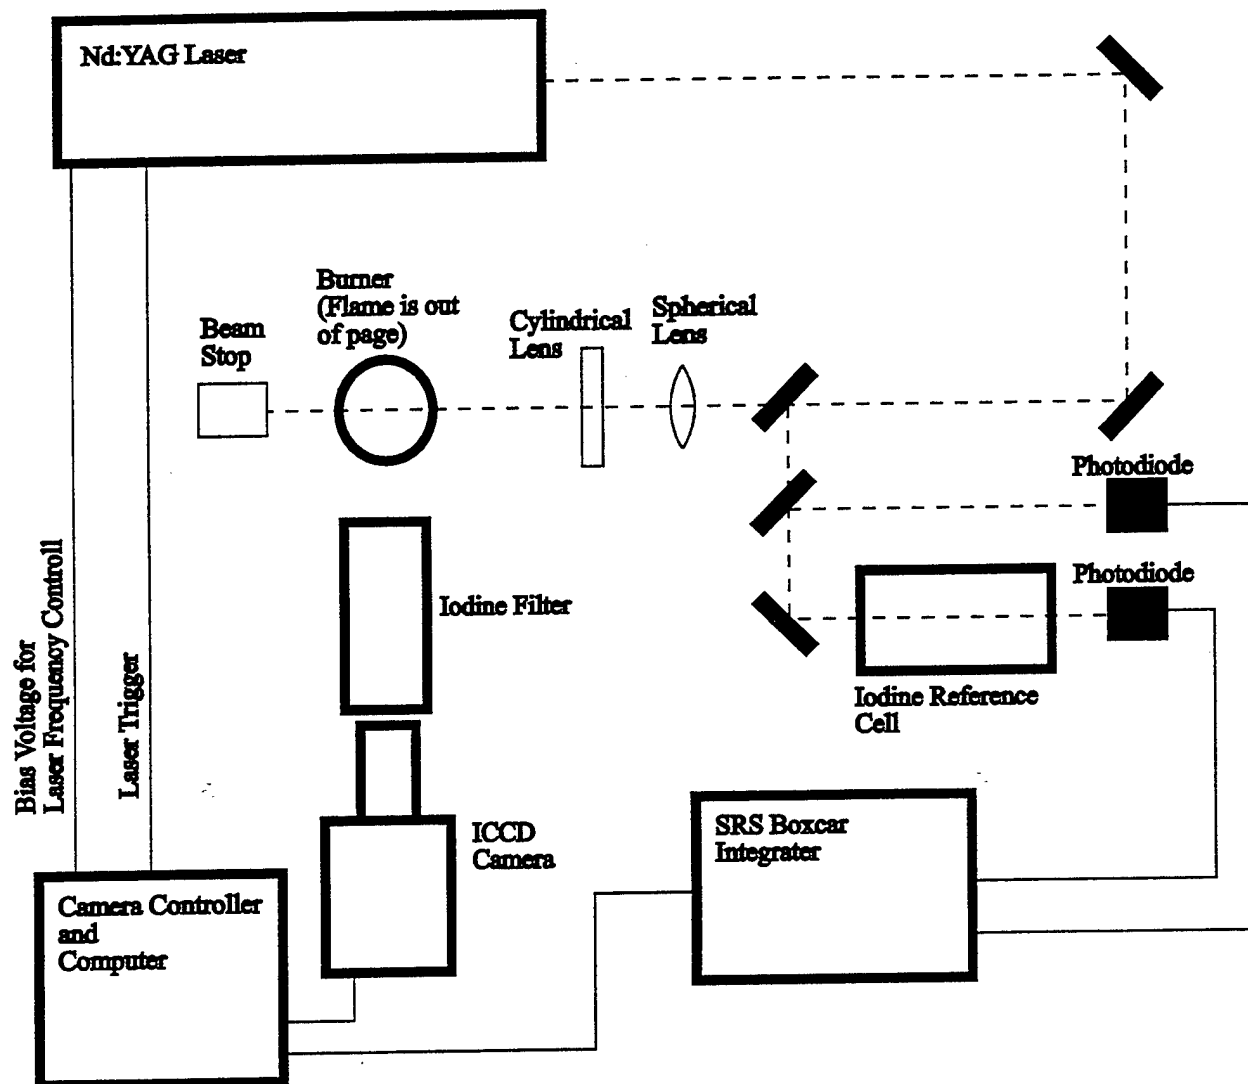 Nd:YAG Laser
Burner
(Flame is out
of page)
Beam
Stop
Cylindrical
Lens
Spherical
Lens
Photodiode
Photodiode
Iodine Filter
Iodine Reference
Cell
Bias Voltage for
Laser Frequency Controll
Laser Trigger
ICCD
Camera
SRS Boxcar
Integrater
Camera Controller
and
Computer